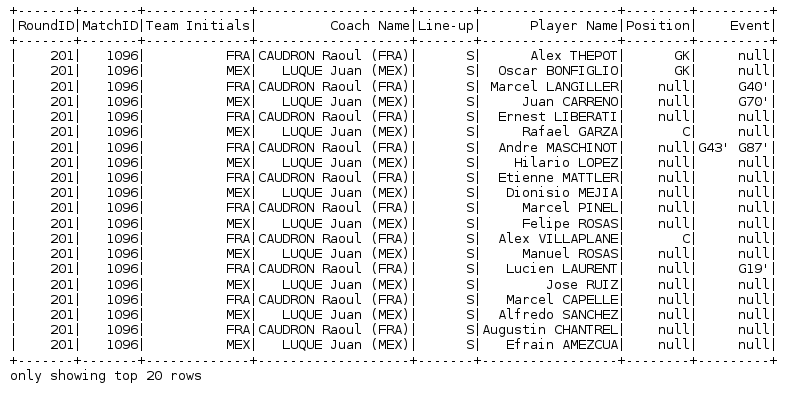 +-------+-------+-------------+-------------------+-------+-----------------+--------+---------+
|RoundID|MatchID|Team Initials|         Coach Name|Line-up|      Player Name|Position|    Event|
+-------+-------+-------------+-------------------+-------+-----------------+--------+---------+
|    201|   1096|          FRA|CAUDRON Raoul (FRA)|      S|      Alex THEPOT|      GK|     null|
|    201|   1096|          MEX|   LUQUE Juan (MEX)|      S|  Oscar BONFIGLIO|      GK|     null|
|    201|   1096|          FRA|CAUDRON Raoul (FRA)|      S| Marcel LANGILLER|    null|     G40'|
|    201|   1096|          MEX|   LUQUE Juan (MEX)|      S|     Juan CARRENO|    null|     G70'|
|    201|   1096|          FRA|CAUDRON Raoul (FRA)|      S|  Ernest LIBERATI|    null|     null|
|    201|   1096|          MEX|   LUQUE Juan (MEX)|      S|     Rafael GARZA|       C|     null|
|    201|   1096|          FRA|CAUDRON Raoul (FRA)|      S|  Andre MASCHINOT|    null|G43' G87'|
|    201|   1096|          MEX|   LUQUE Juan (MEX)|      S|    Hilario LOPEZ|    null|     null|
|    201|   1096|          FRA|CAUDRON Raoul (FRA)|      S|  Etienne MATTLER|    null|     null|
|    201|   1096|          MEX|   LUQUE Juan (MEX)|      S|   Dionisio MEJIA|    null|     null|
|    201|   1096|          FRA|CAUDRON Raoul (FRA)|      S|     Marcel PINEL|    null|     null|
|    201|   1096|          MEX|   LUQUE Juan (MEX)|      S|     Felipe ROSAS|    null|     null|
|    201|   1096|          FRA|CAUDRON Raoul (FRA)|      S|  Alex VILLAPLANE|       C|     null|
|    201|   1096|          MEX|   LUQUE Juan (MEX)|      S|     Manuel ROSAS|    null|     null|
|    201|   1096|          FRA|CAUDRON Raoul (FRA)|      S|   Lucien LAURENT|    null|     G19'|
|    201|   1096|          MEX|   LUQUE Juan (MEX)|      S|        Jose RUIZ|    null|     null|
|    201|   1096|          FRA|CAUDRON Raoul (FRA)|      S|   Marcel CAPELLE|    null|     null|
|    201|   1096|          MEX|   LUQUE Juan (MEX)|      S|  Alfredo SANCHEZ|    null|     null|
|    201|   1096|          FRA|CAUDRON Raoul (FRA)|      S|Augustin CHANTREL|    null|     null|
|    201|   1096|          MEX|   LUQUE Juan (MEX)|      S|   Efrain AMEZCUA|    null|     null|
+-------+-------+-------------+-------------------+-------+-----------------+--------+---------+
only showing top 20 rows